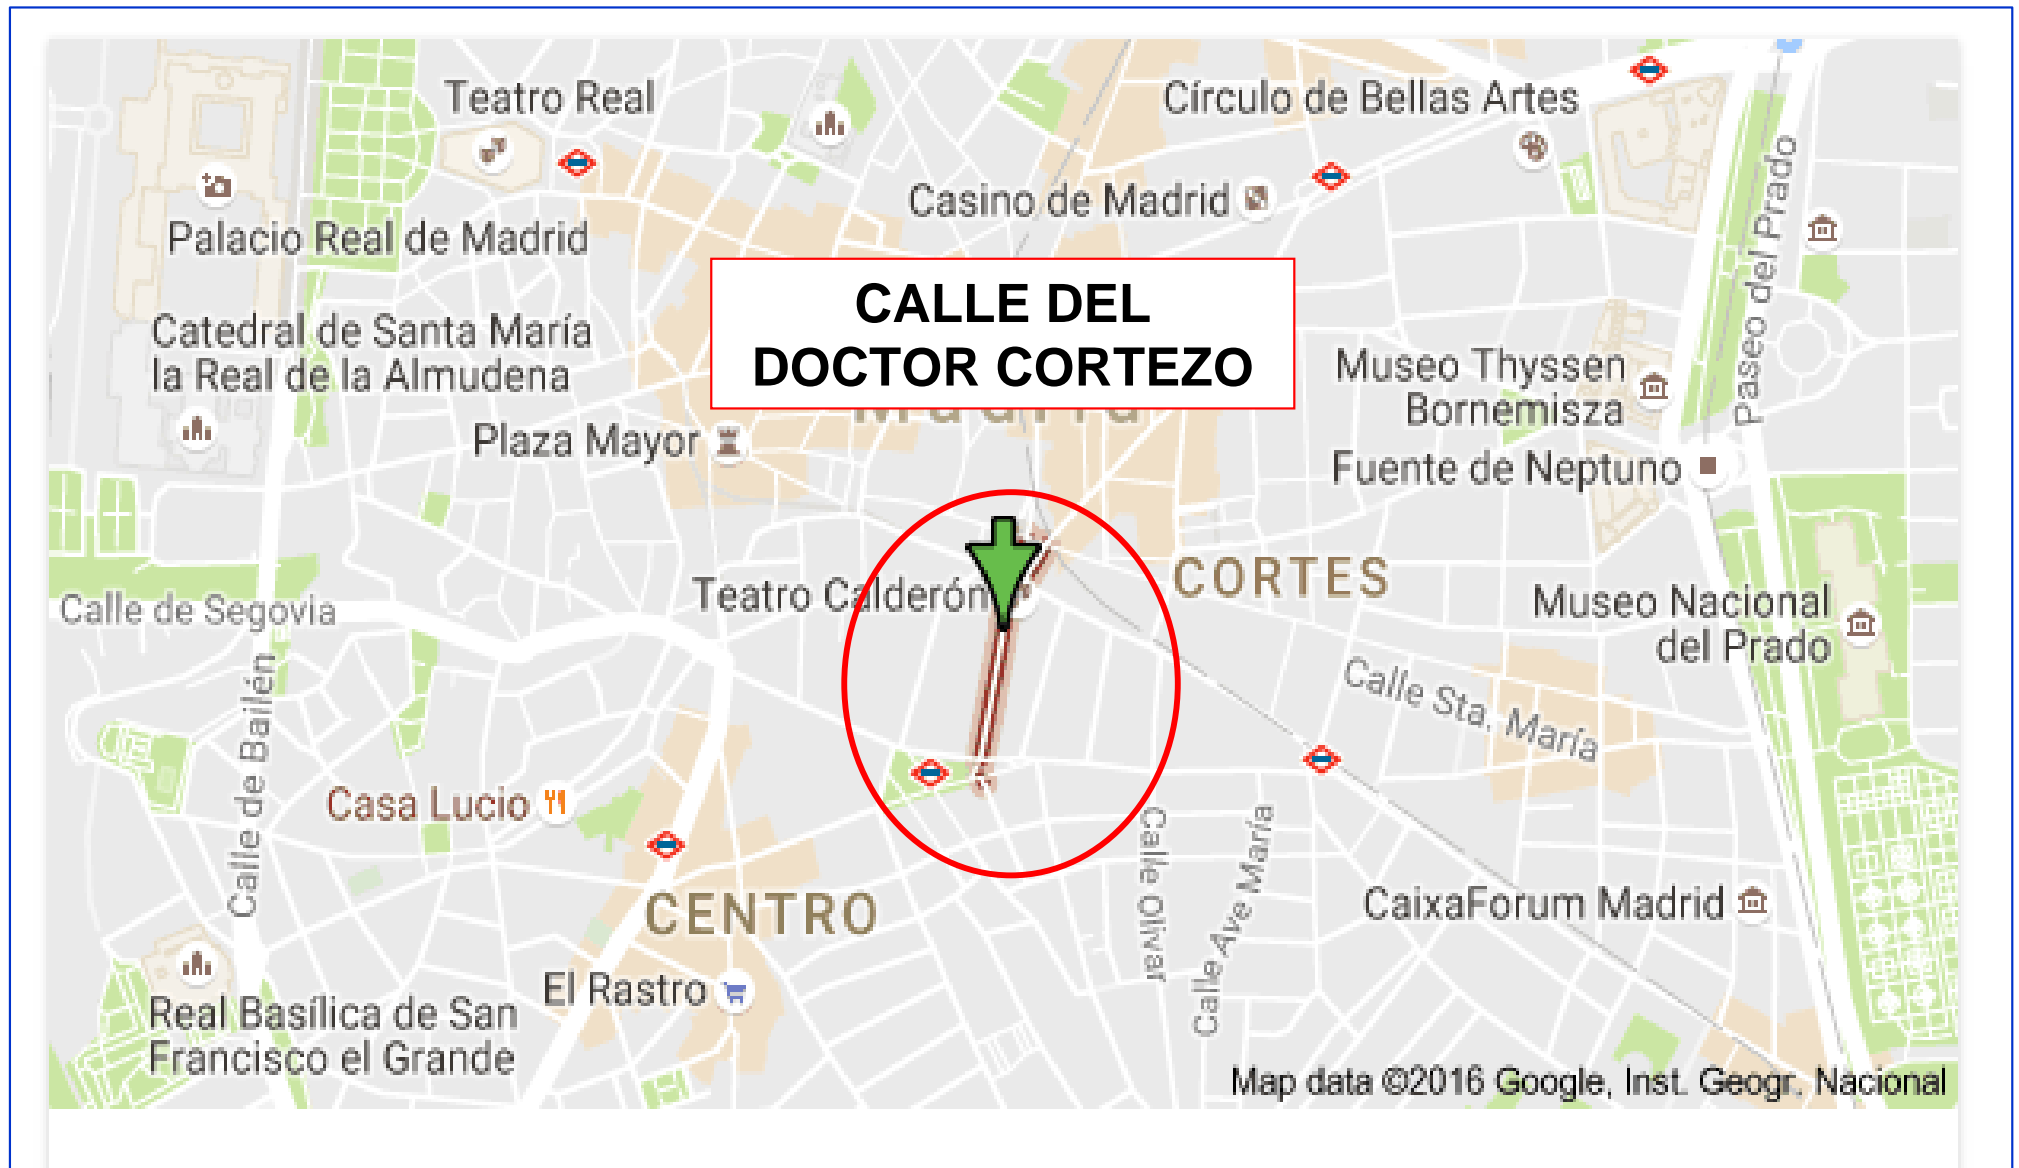 Teatro Real
Círculo de Bellas Artes
Casino de Madrid
Palacio Real de Madrid
Paseo del Prado
CALLE DEL
DOCTOR CORTEZO
Catedral de Santa María
la Real de la Almudena
Museo Thyssen
Bornemisza
Madrid
Plaza Mayor
Fuente de Neptuno
CORTES
Teatro Calderón
Calle de Segovia
Museo Nacional
del Prado
Calle Sta. María
Calle de Bailén
Casa Lucio
Calle Olivar
Calle Ave María
CENTRO
CaixaForum Madrid
El Rastro
Real Basílica de San
Francisco el Grande
Map data ©2016 Google, Inst. Geogr. Nacional